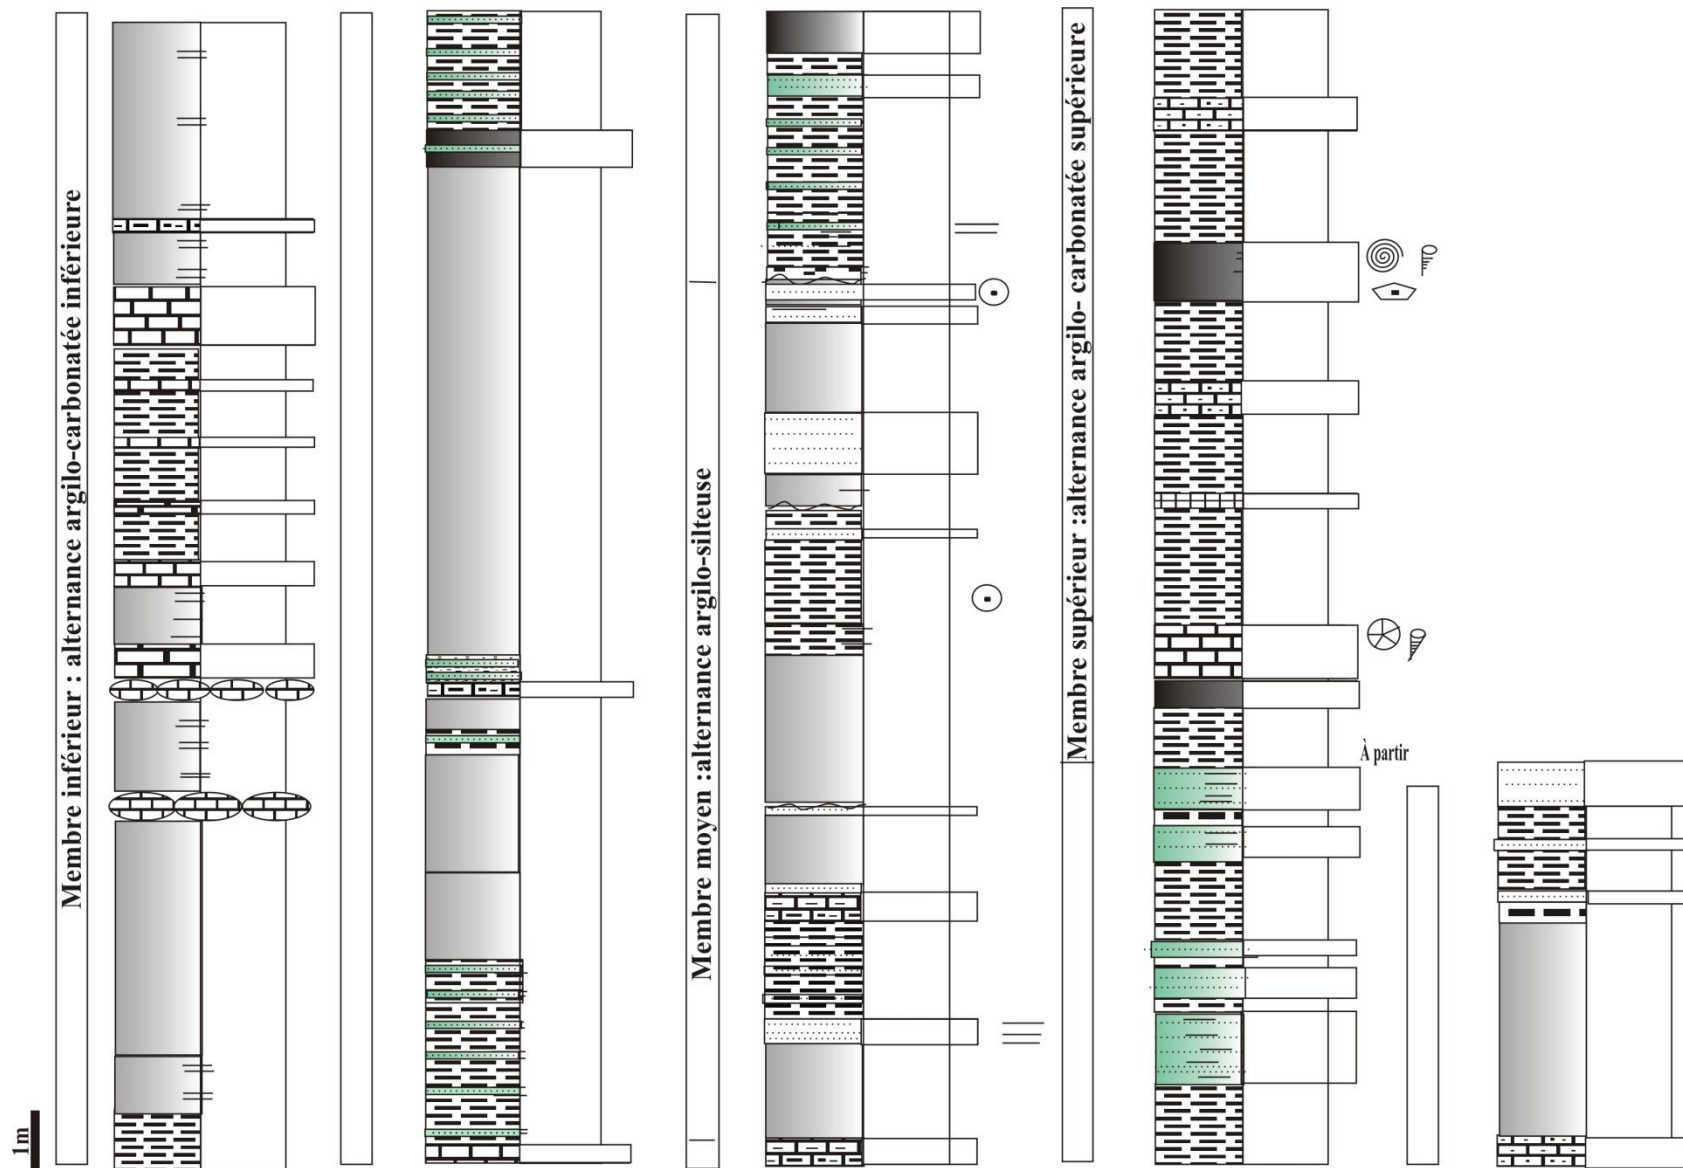 Membre inférieur : alternance argilo-carbonatée inférieure
Membre moyen :alternance argilo-silteuse
Membre supérieur :alternance argilo- carbonatée supérieure
À partir
1m